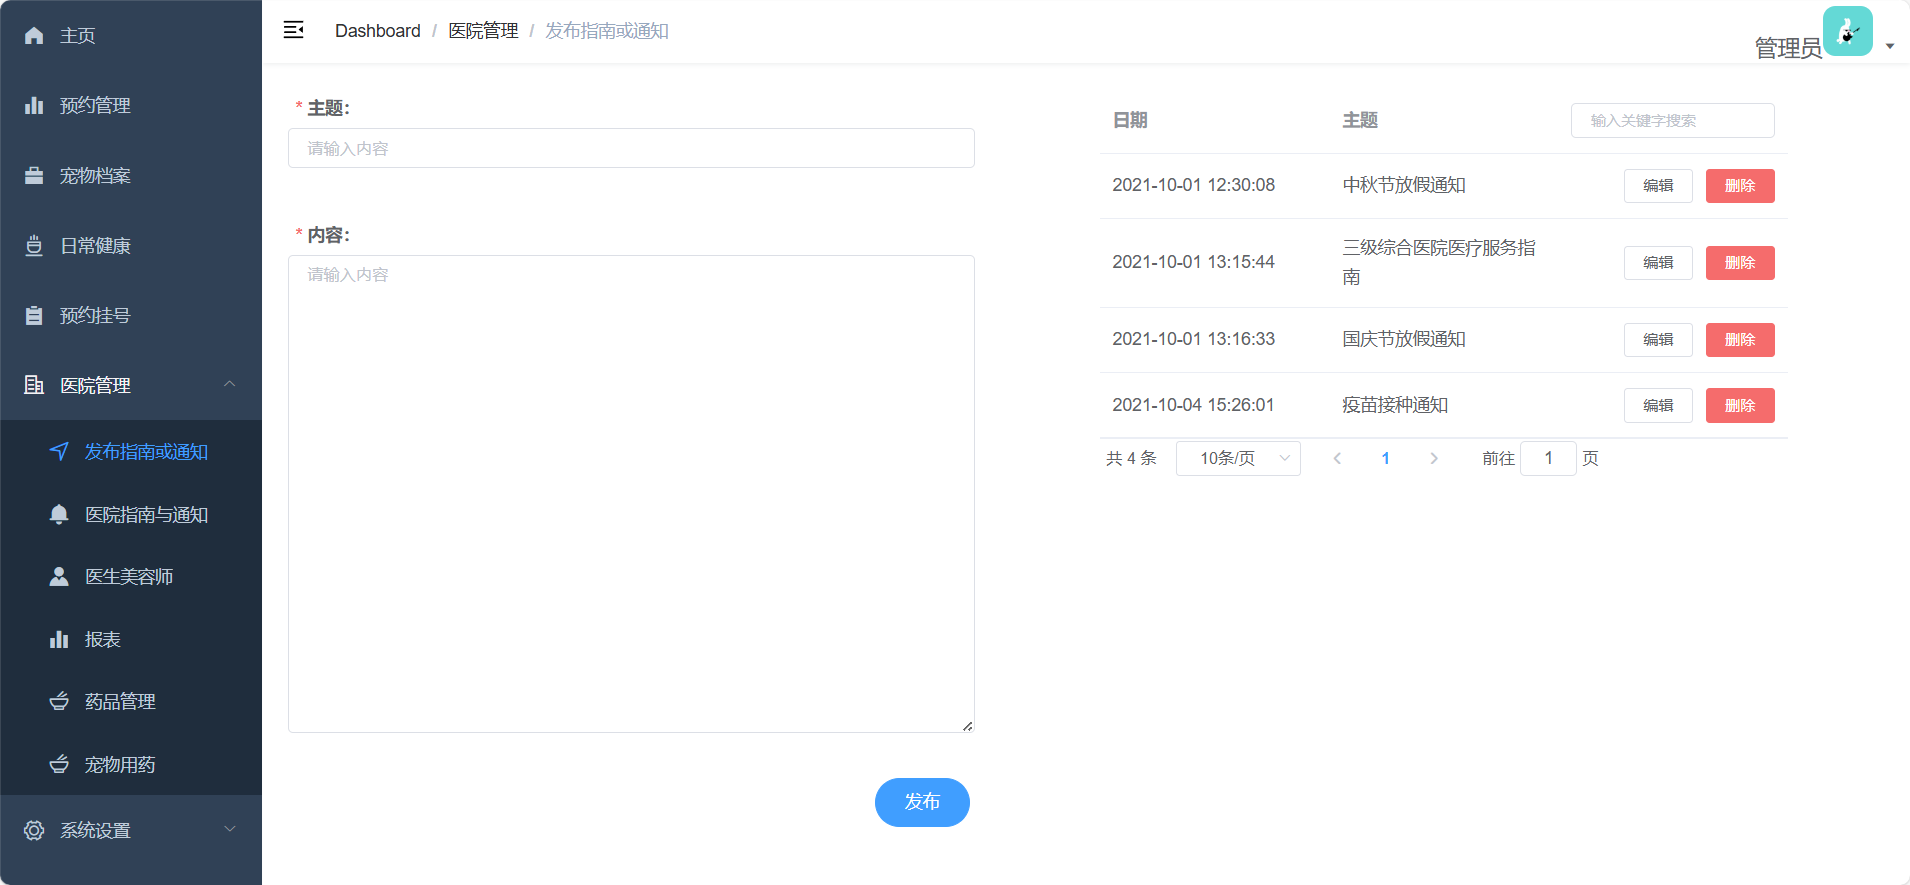 主页
预约管理
宠物档案
日常健康
预约挂号
医院管理
发布指南或通知
医院指南与通知
医生美容师
报表
药品管理
宠物用药
系统设置
Dashboard / 医院管理 / 发布指南或通知
管理员
* 主题：
请输入内容
* 内容：
请输入内容
发布
日期 主题 输入关键字搜索
2021-10-01 12:30:08 中秋节放假通知 编辑 删除
2021-10-01 13:15:44 三级综合医院医疗服务指
南 编辑 删除
2021-10-01 13:16:33 国庆节放假通知 编辑 删除
2021-10-04 15:26:01 疫苗接种通知 编辑 删除
共 4 条 10条/页 1 前往 1 页